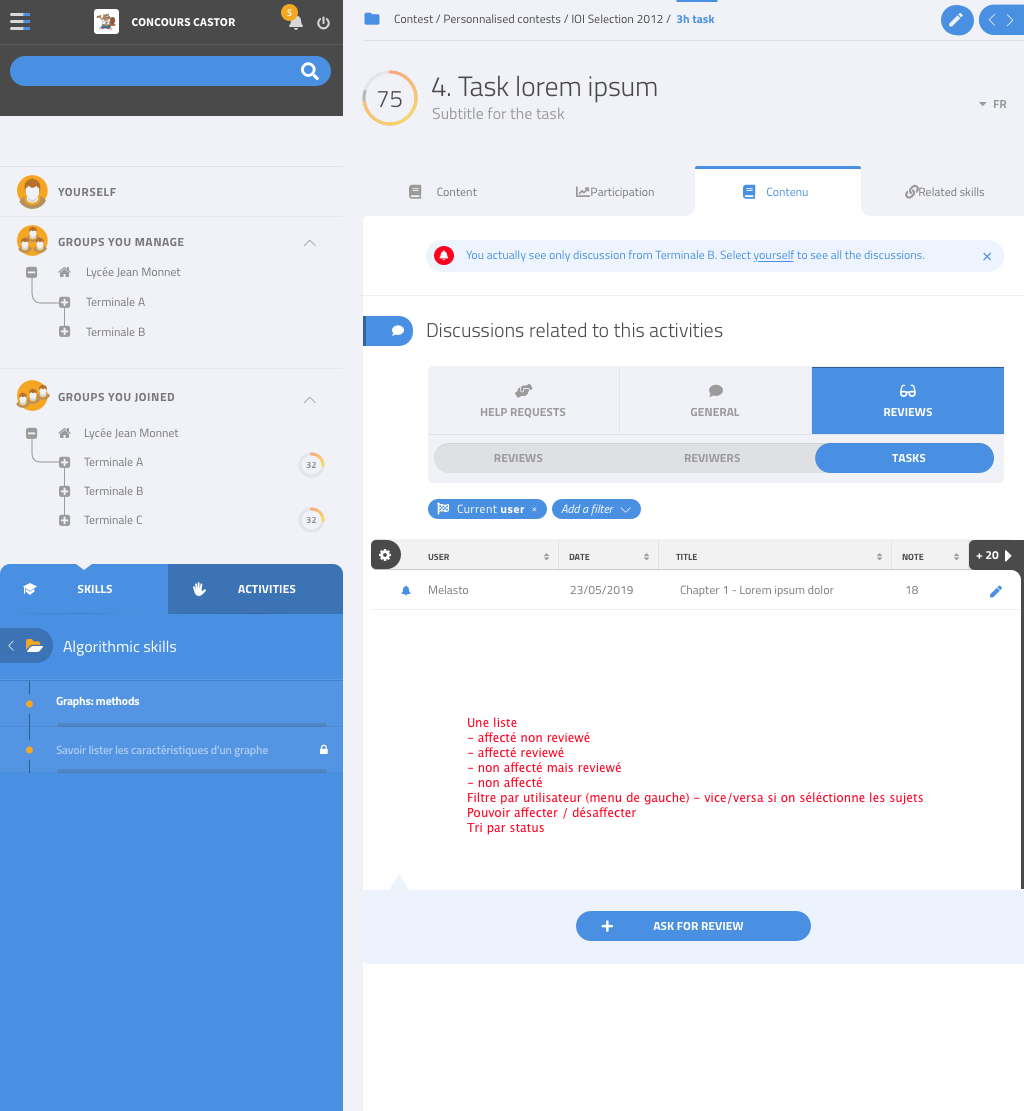 CONCOURS CASTOR
5
YOURSELF
GROUPS YOU MANAGE
Lycée Jean Monnet
Terminale A
Terminale B
GROUPS YOU JOINED
Lycée Jean Monnet
Terminale A
32
Terminale B
Terminale C
32
SKILLS
ACTIVITIES
Algorithmic skills
Graphs: methods
Savoir lister les caractéristiques d'un graphe
Contest / Personnalised contests / IOI Selection 2012 / 3h task
75
4. Task lorem ipsum
Subtitle for the task
FR
Content
Participation
Contenu
Related skills
You actually see only discussion from Terminale B. Select yourself to see all the discussions.
Discussions related to this activities
HELP REQUESTS
GENERAL
REVIEWS
REVIEWS
REVIWERS
TASKS
Current user ×
Add a filter
USER
DATE
TITLE
NOTE
+ 20
Melasto
23/05/2019
Chapter 1 - Lorem ipsum dolor
18
Une liste
- affecté non reviewé
- affecté reviewé
- non affecté mais reviewé
- non affecté
Filtre par utilisateur (menu de gauche) - vice/versa si on séléctionne les sujets
Pouvoir affecter / désaffecter
Tri par status
ASK FOR REVIEW